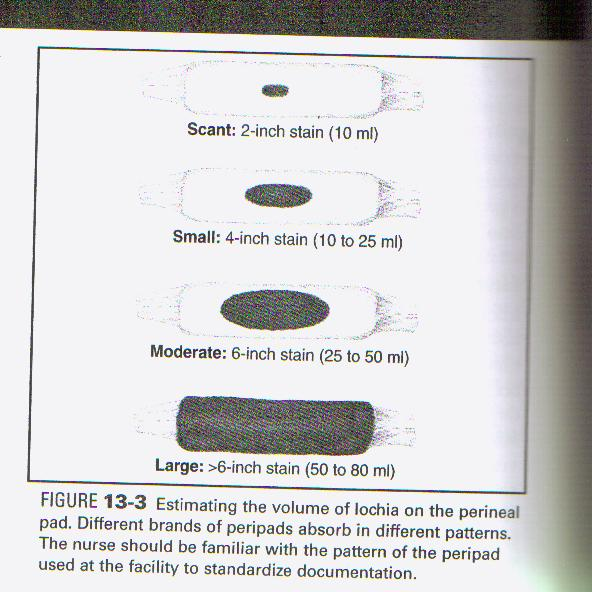 Scant: 2-inch stain (10 ml)
Small: 4-inch stain (10 to 25 ml)
Moderate: 6-inch stain (25 to 50 ml)
Large: >6-inch stain (50 to 80 ml)
FIGURE 13-3 Estimating the volume of lochia on the perineal
pad. Different brands of peripads absorb in different patterns.
The nurse should be familiar with the pattern of the peripad
used at the facility to standardize documentation.